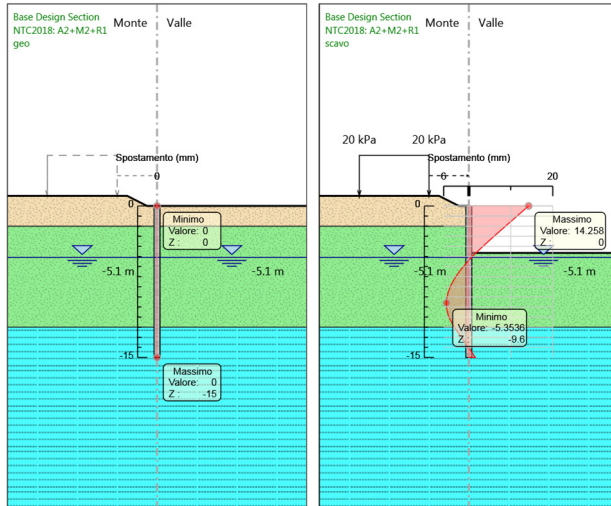 Base Design Section
NTC2018: A2+M2+R1
geo
Monte
Valle
Spostamento (mm)
0
0
Minimo
Valore: 0
Z : 0
-5.1 m
-5.1 m
-15
Massimo
Valore: 0
Z : -15
Base Design Section
NTC2018: A2+M2+R1
scavo
Monte
Valle
20 kPa
20 kPa
Spostamento (mm)
6
20
0
Massimo
Valore: 14.258
Z : 0
-5.1 m
-5.1 m
Minimo
Valore: -5.3536
Z : -9.6
-15